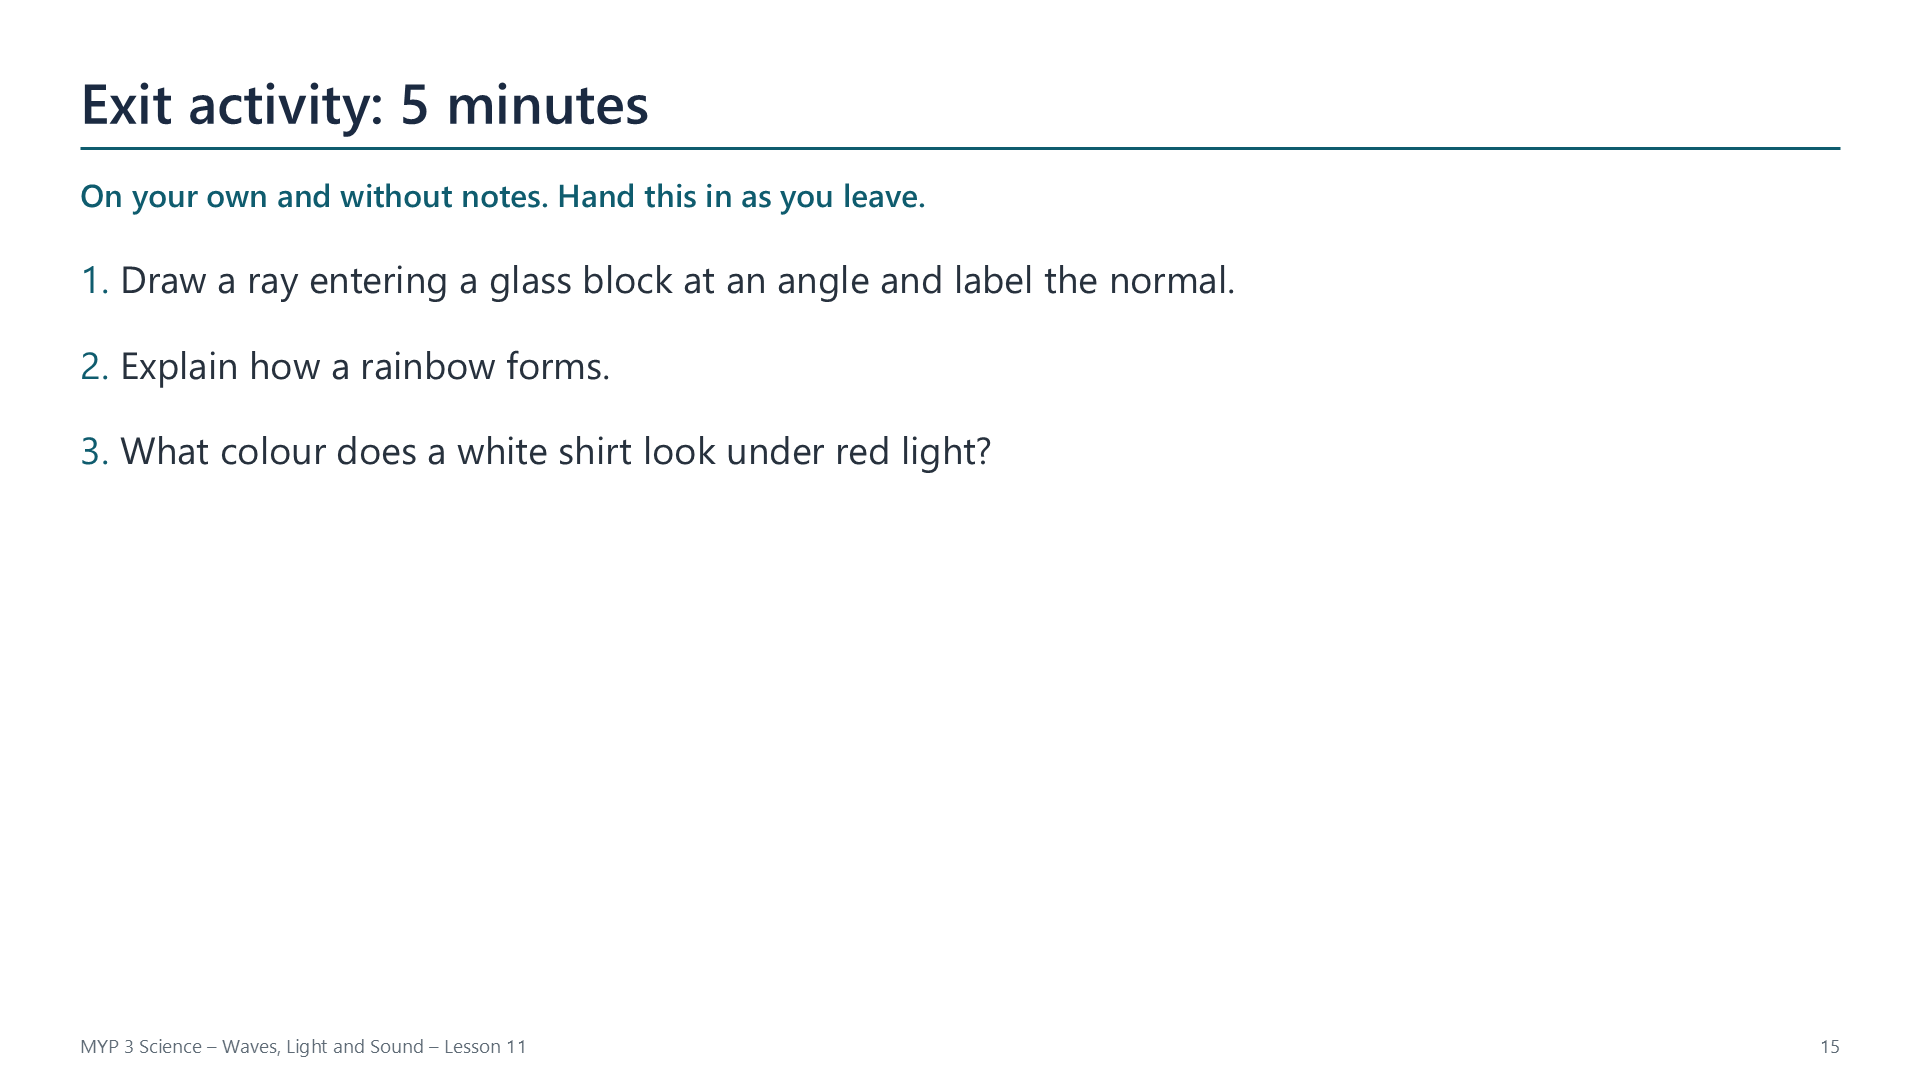 Exit activity: 5 minutes
On your own and without notes. Hand this in as you leave.
1. Draw a ray entering a glass block at an angle and label the normal.
2. Explain how a rainbow forms.
3. What colour does a white shirt look under red light?
MYP 3 Science – Waves, Light and Sound – Lesson 11
15